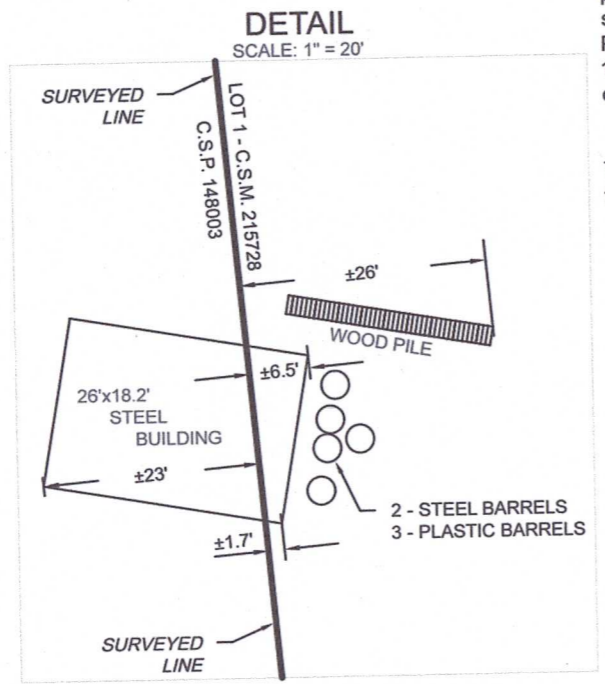 DETAIL
SCALE: 1" = 20'
SURVEYED
LINE
LOT 1 - C.S.M. 215728
C.S.P. 148003
±26'
WOOD PILE
±6.5'
26'x18.2'
STEEL
BUILDING
±23'
2 - STEEL BARRELS
3 - PLASTIC BARRELS
±1.7'
SURVEYED
LINE